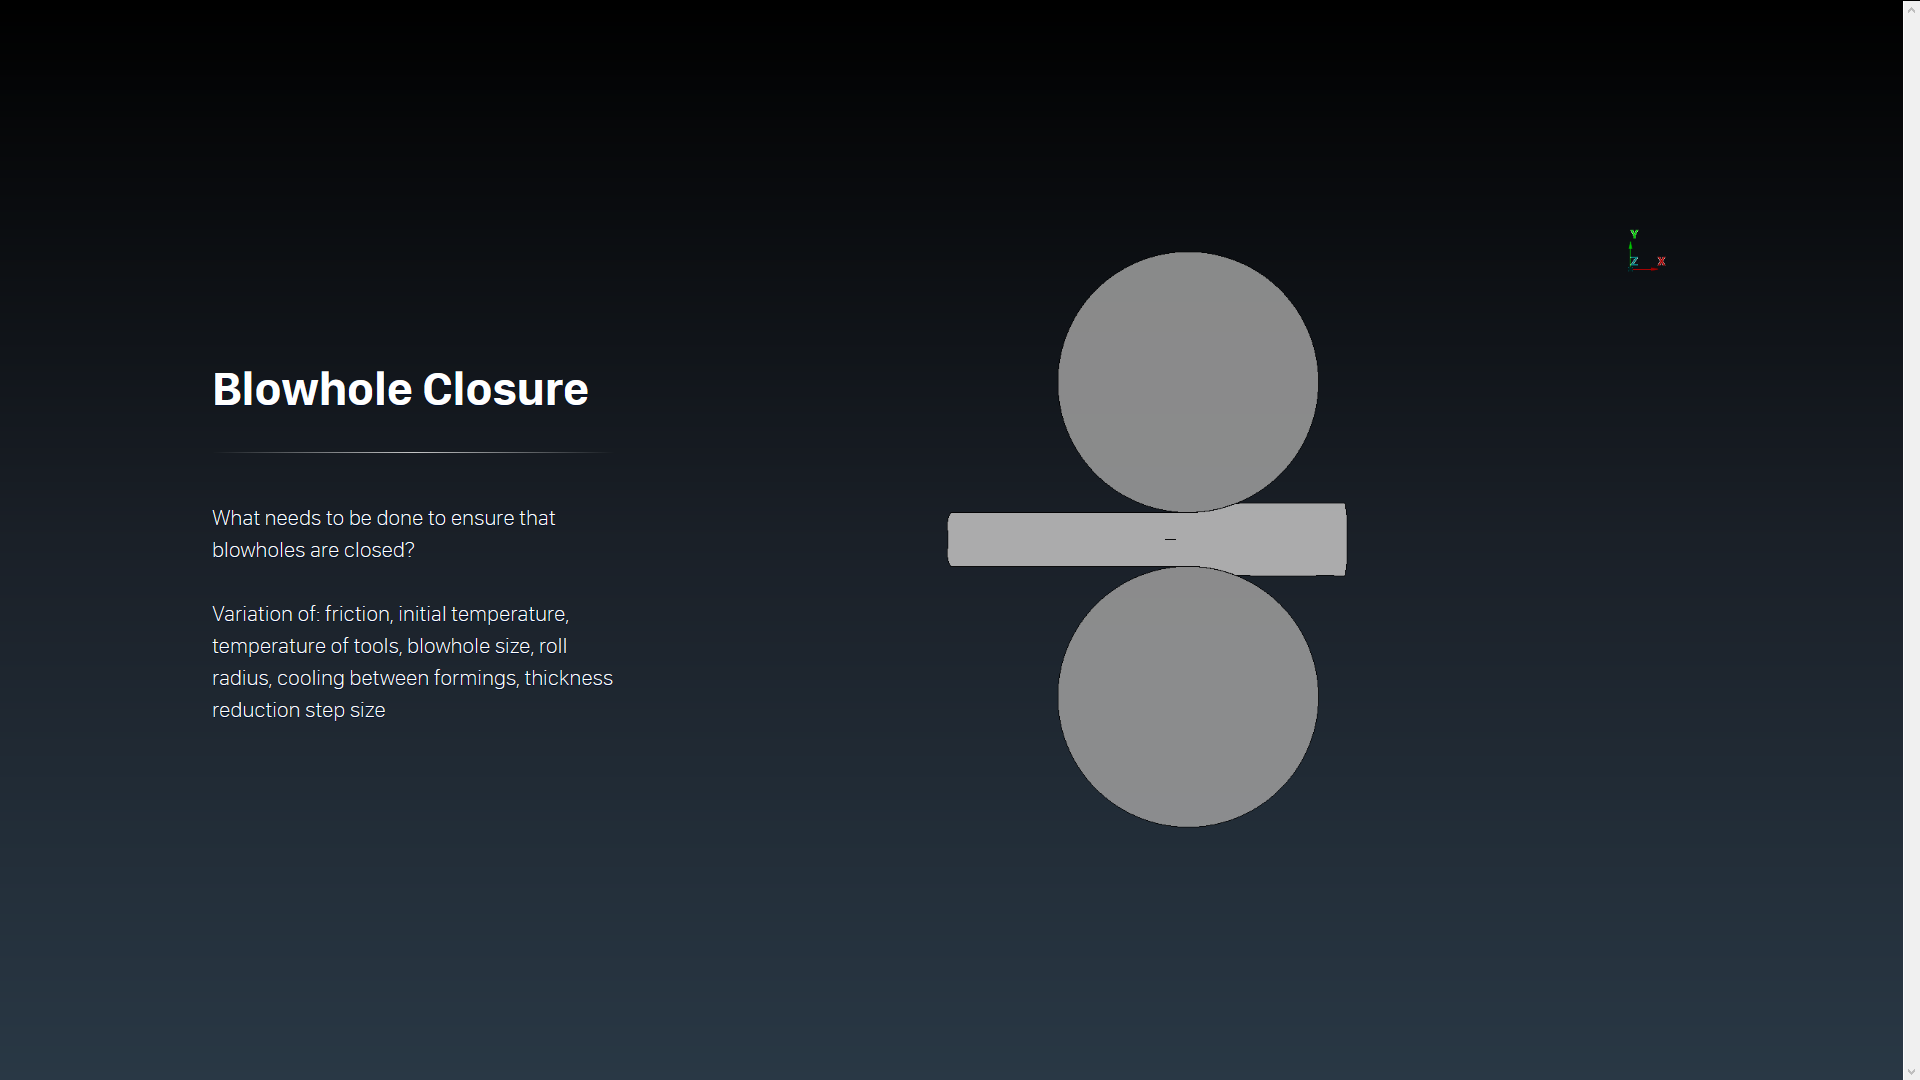 Blowhole Closure
What needs to be done to ensure that
blowholes are closed?
Variation of: friction, initial temperature,
temperature of tools, blowhole size, roll
radius, cooling between formings, thickness
reduction step size
Y
Z X